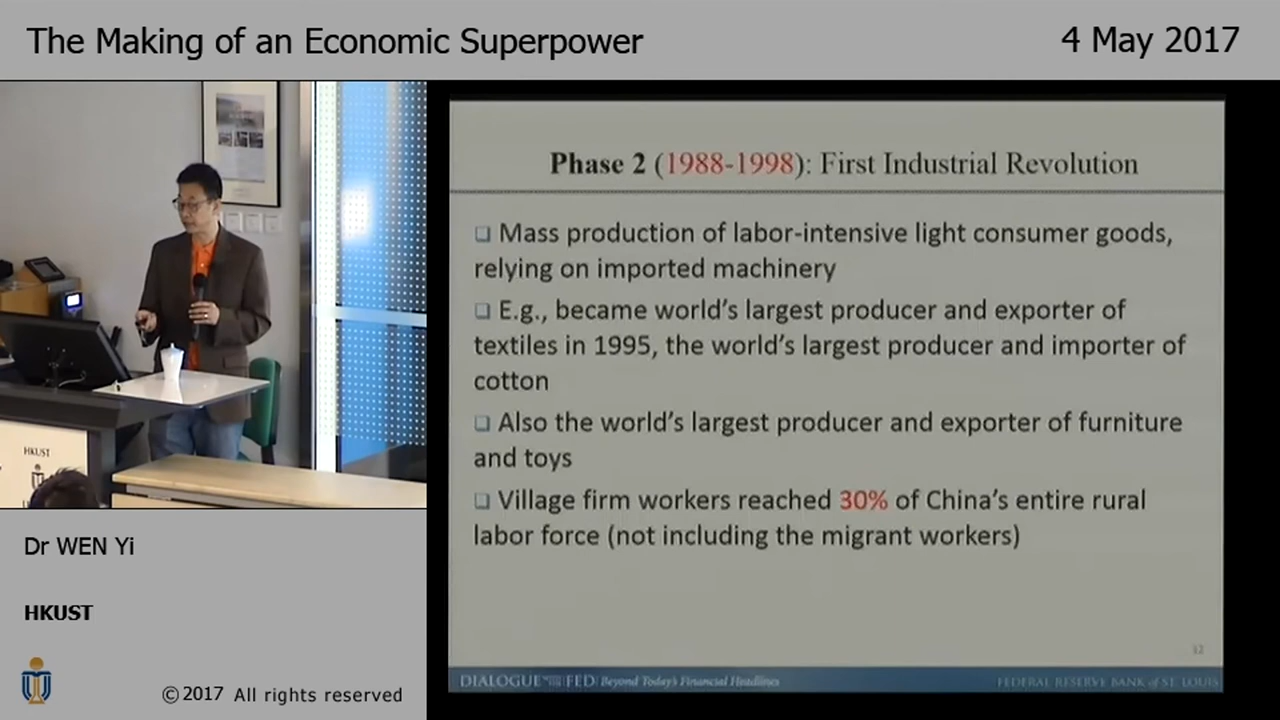 The Making of an Economic Superpower
4 May 2017
Phase 2 (1988-1998): First Industrial Revolution
❑ Mass production of labor-intensive light consumer goods,
relying on imported machinery
❑ E.g., became world's largest producer and exporter of
textiles in 1995, the world's largest producer and importer of
cotton
❑ Also the world's largest producer and exporter of furniture
and toys
❑ Village firm workers reached 30% of China's entire rural
labor force (not including the migrant workers)
12
DIALOGUE WITH THE FED: Beyond Today's Financial Headlines
FEDERAL RESERVE BANK of ST. LOUIS
HKUST
Dr WEN Yi
HKUST
©2017 All rights reserved